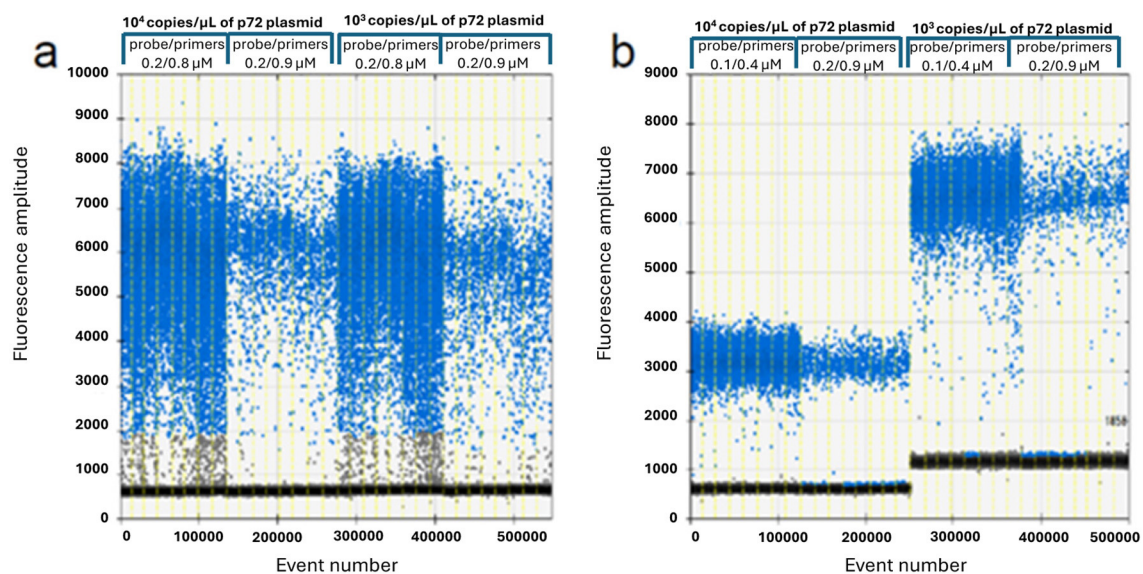 a
10⁴ copies/µL of p72 plasmid
10³ copies/µL of p72 plasmid
probe/primers
0.2/0.8 µM
probe/primers
0.2/0.9 µM
probe/primers
0.2/0.8 µM
probe/primers
0.2/0.9 µM
Fluorescence amplitude
10000
9000
8000
7000
6000
5000
4000
3000
2000
1000
0
0
100000
200000
300000
400000
500000
Event number
b
10⁴ copies/µL of p72 plasmid
10³ copies/µL of p72 plasmid
probe/primers
0.1/0.4 µM
probe/primers
0.2/0.9 µM
probe/primers
0.1/0.4 µM
probe/primers
0.2/0.9 µM
Fluorescence amplitude
9000
8000
7000
6000
5000
4000
3000
2000
1000
0
1858
0
100000
200000
300000
400000
500000
Event number